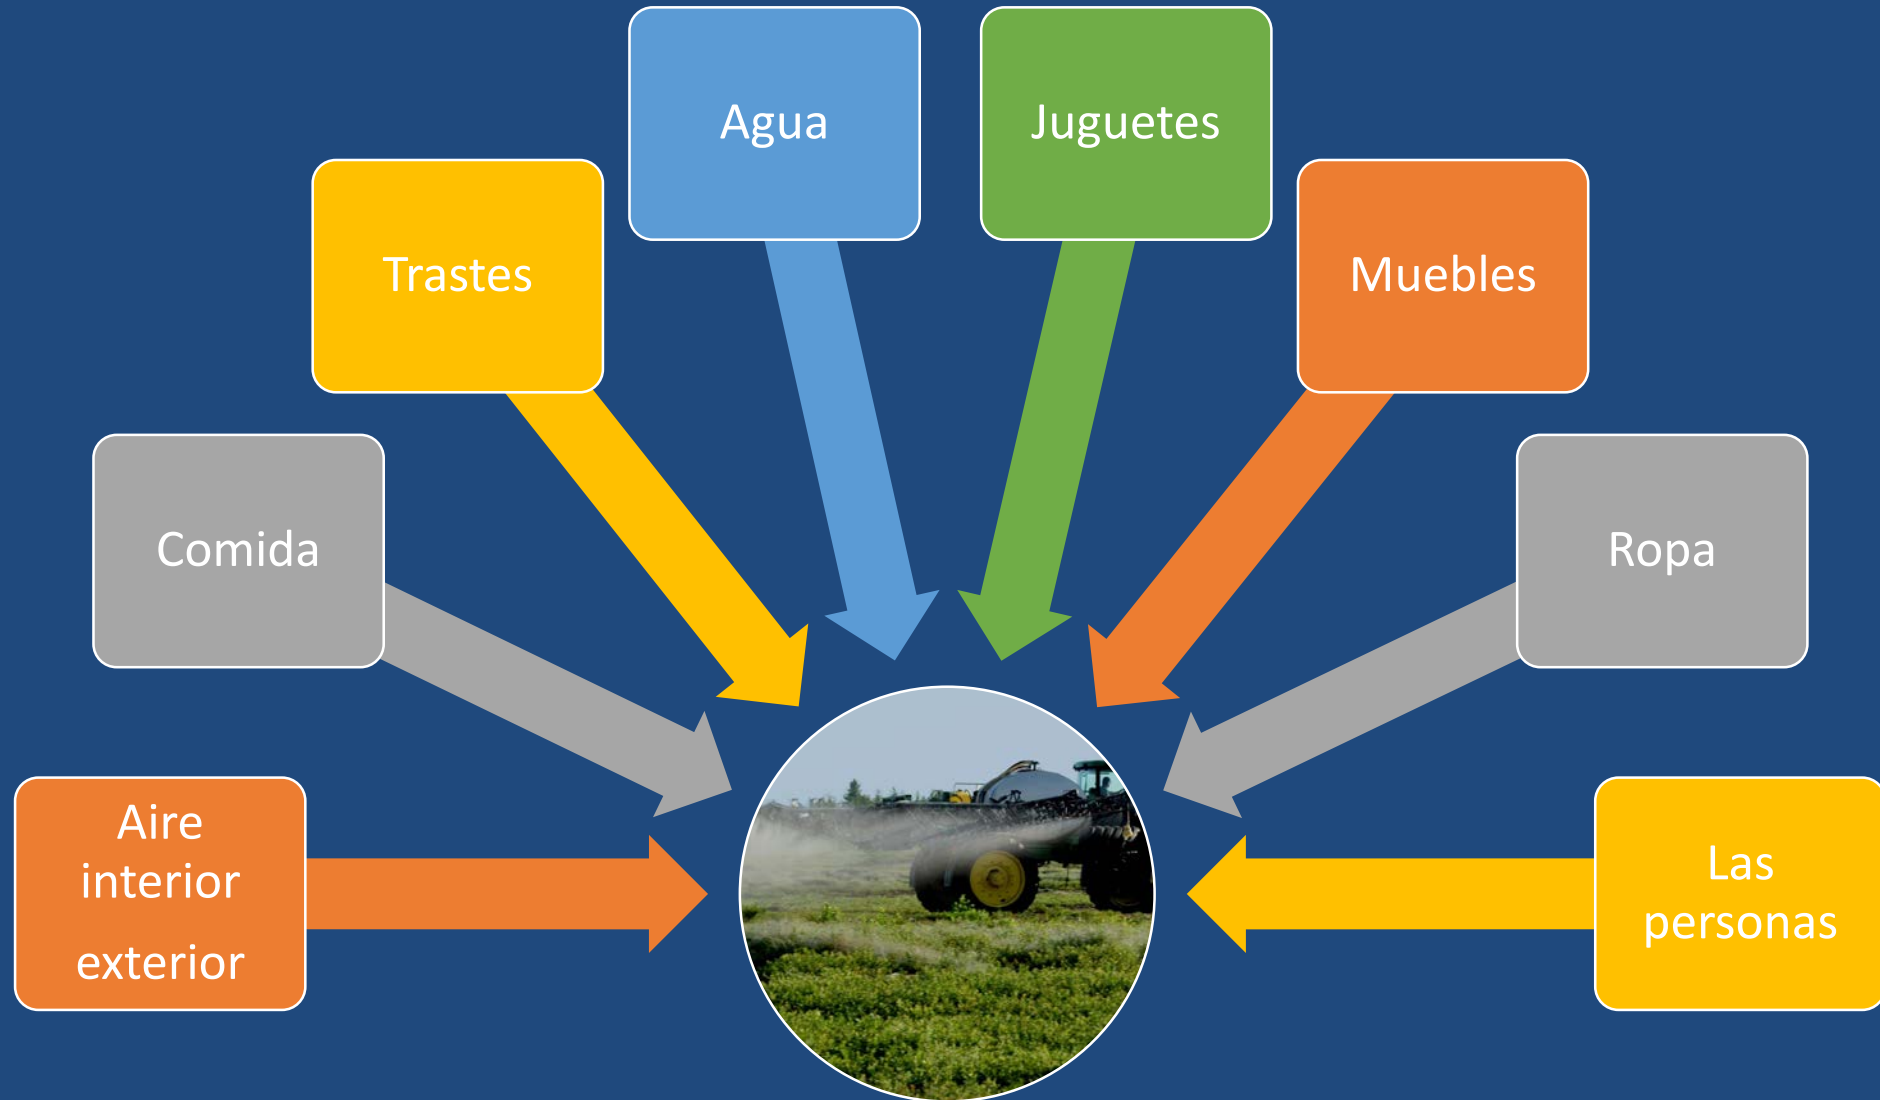 Agua
Juguetes
Trastes
Muebles
Comida
Ropa
Aire
interior
exterior
Las
personas